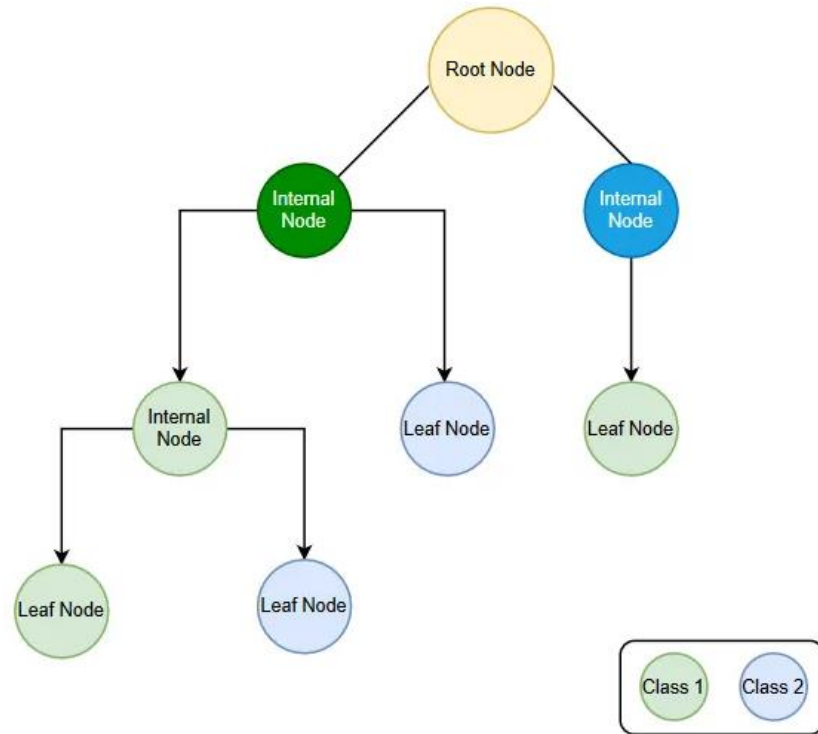 Root Node
Internal
Node
Internal
Node
Internal
Node
Leaf Node
Leaf Node
Leaf Node
Leaf Node
Class 1
Class 2